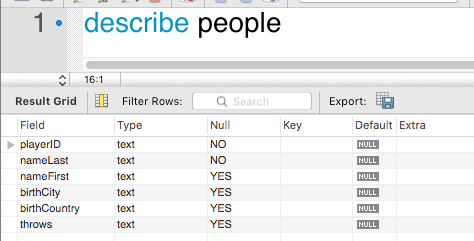 1 describe people
16:1
Result Grid Filter Rows: Search Export:
Field Type Null Key Default Extra
playerID text NO NULL
nameLast text NO NULL
nameFirst text YES NULL
birthCity text YES NULL
birthCountry text YES NULL
throws text YES NULL